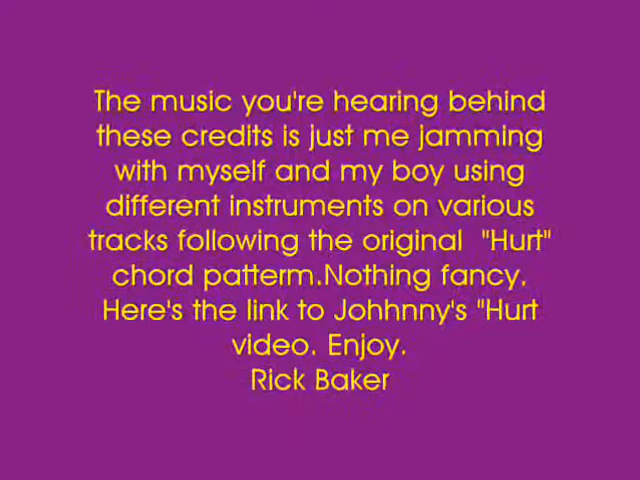 The music you're hearing behind
these credits is just me jamming
with myself and my boy using
different instruments on various
tracks following the original  "Hurt"
chord patterm.Nothing fancy.
Here's the link to Johhnny's "Hurt
video. Enjoy.
Rick Baker